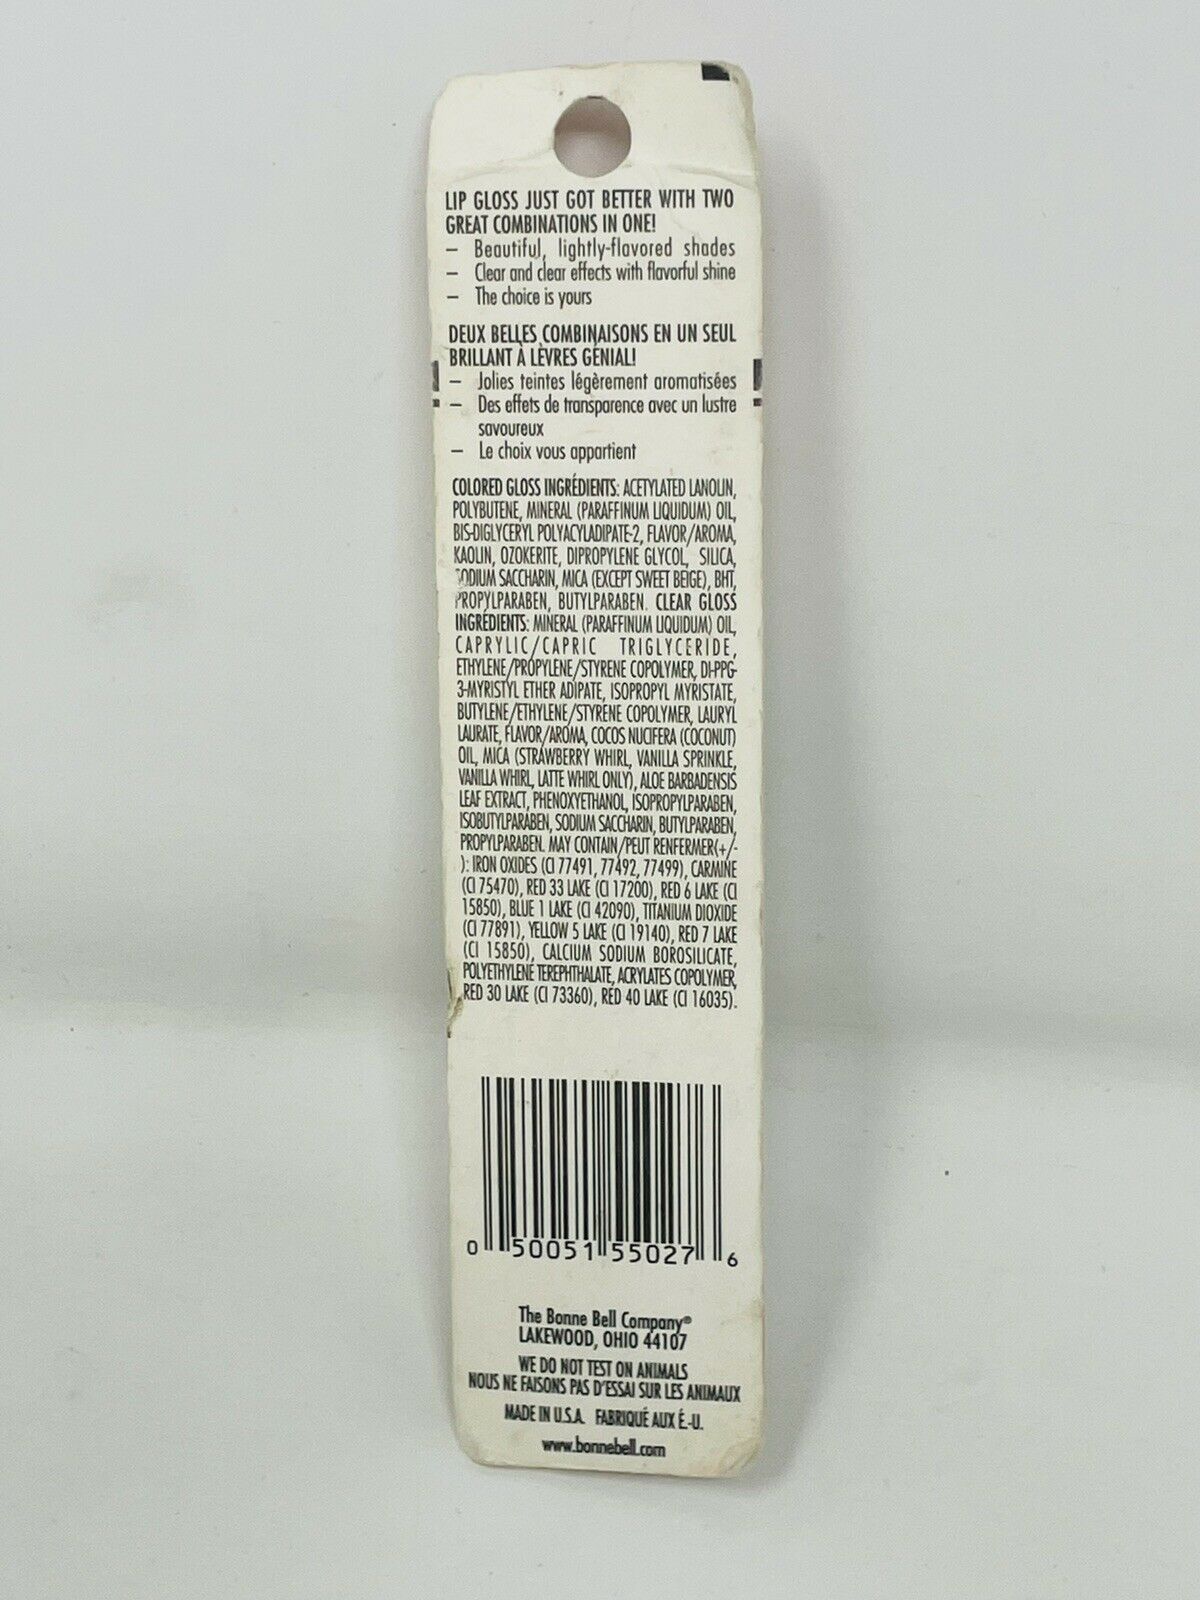 LIP GLOSS JUST GOT BETTER WITH TWO
GREAT COMBINATIONS IN ONE!
– Beautiful, lightly-flavored shades
– Clear and clear effects with flavorful shine
– The choice is yours
DEUX BELLES COMBINAISONS EN UN SEUL
BRILLANT À LÈVRES GÉNIAL!
– Jolies teintes légèrement aromatisées
– Des effets de transparence avec un lustre
savoureux
– Le choix vous appartient
COLORED GLOSS INGRÉDIENTS: ACETYLATED LANOLIN,
POLYBUTENE, MINERAL (PARAFFINUM LIQUIDUM) OIL,
BIS-DIGLYCERYL POLYACYLADIPATE-2, FLAVOR/AROMA,
KAOLIN, OZOKERITE, DIPROPYLENE GLYCOL, SILICA,
SODIUM SACCHARIN, MICA (EXCEPT SWEET BEIGE), BHT,
PROPYLPARABEN, BUTYLPARABEN. CLEAR GLOSS
INGRÉDIENTS: MINERAL (PARAFFINUM LIQUIDUM) OIL,
CAPRYLIC/CAPRIC TRIGLYCERIDE,
ETHYLENE/PROPYLENE/STYRENE COPOLYMER, DI-PPG-
3-MYRISTYL ETHER ADIPATE, ISOPROPYL MYRISTATE,
BUTYLENE/ETHYLENE/STYRENE COPOLYMER, LAURYL
LAURATE, FLAVOR/AROMA, COCOS NUCIFERA (COCONUT)
OIL, MICA (STRAWBERRY WHIRL, VANILLA SPRINKLE,
VANILLA WHIRL, LATTE WHIRL ONLY), ALOE BARBADENSIS
LEAF EXTRACT, PHENOXYETHANOL, ISOPROPYLPARABEN,
ISOBUTYLPARABEN, SODIUM SACCHARIN, BUTYLPARABEN,
PROPYLPARABEN. MAY CONTAIN/PEUT RENFERMER(+/-
): IRON OXIDES (CI 77491, 77492, 77499), CARMINE
(CI 75470), RED 33 LAKE (CI 17200), RED 6 LAKE (CI
15850), BLUE 1 LAKE (CI 42090), TITANIUM DIOXIDE
(CI 77891), YELLOW 5 LAKE (CI 19140), RED 7 LAKE
(CI 15850), CALCIUM SODIUM BOROSILICATE,
POLYETHYLENE TEREPHTHALATE, ACRYLATES COPOLYMER,
RED 30 LAKE (CI 73360), RED 40 LAKE (CI 16035).
0 50051 55027 6
The Bonne Bell Company®
LAKEWOOD, OHIO 44107
WE DO NOT TEST ON ANIMALS
NOUS NE FAISONS PAS D'ESSAI SUR LES ANIMAUX
MADE IN U.S.A. FABRIQUÉ AUX É.-U.
www.bonnebell.com